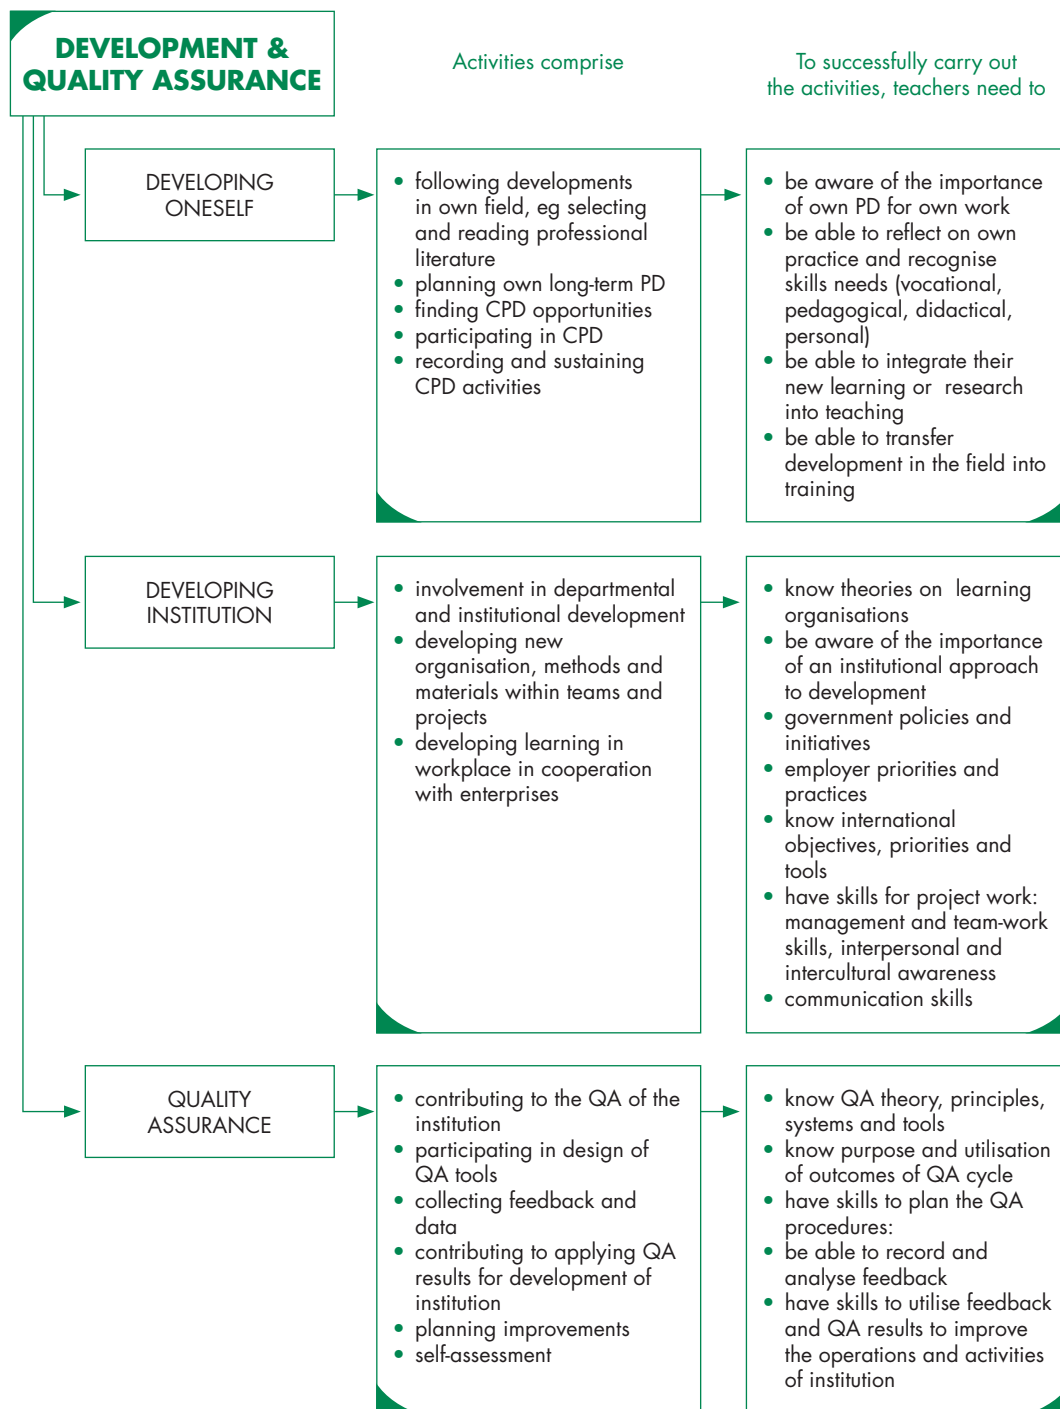 DEVELOPMENT &
QUALITY ASSURANCE
Activities comprise
To successfully carry out
the activities, teachers need to
DEVELOPING
ONESELF
• following developments
in own field, eg selecting
and reading professional
literature
• planning own long-term PD
• finding CPD opportunities
• participating in CPD
• recording and sustaining
CPD activities
• be aware of the importance
of own PD for own work
• be able to reflect on own
practice and recognise
skills needs (vocational,
pedagogical, didactical,
personal)
• be able to integrate their
new learning or research
into teaching
• be able to transfer
development in the field into
training
DEVELOPING
INSTITUTION
• involvement in departmental
and institutional development
• developing new
organisation, methods and
materials within teams and
projects
• developing learning in
workplace in cooperation
with enterprises
• know theories on learning
organisations
• be aware of the importance
of an institutional approach
to development
• government policies and
initiatives
• employer priorities and
practices
• know international
objectives, priorities and
tools
• have skills for project work:
management and team-work
skills, interpersonal and
intercultural awareness
• communication skills
QUALITY
ASSURANCE
• contributing to the QA of the
institution
• participating in design of
QA tools
• collecting feedback and
data
• contributing to applying QA
results for development of
institution
• planning improvements
• self-assessment
• know QA theory, principles,
systems and tools
• know purpose and utilisation
of outcomes of QA cycle
• have skills to plan the QA
procedures:
• be able to record and
analyse feedback
• have skills to utilise feedback
and QA results to improve
the operations and activities
of institution